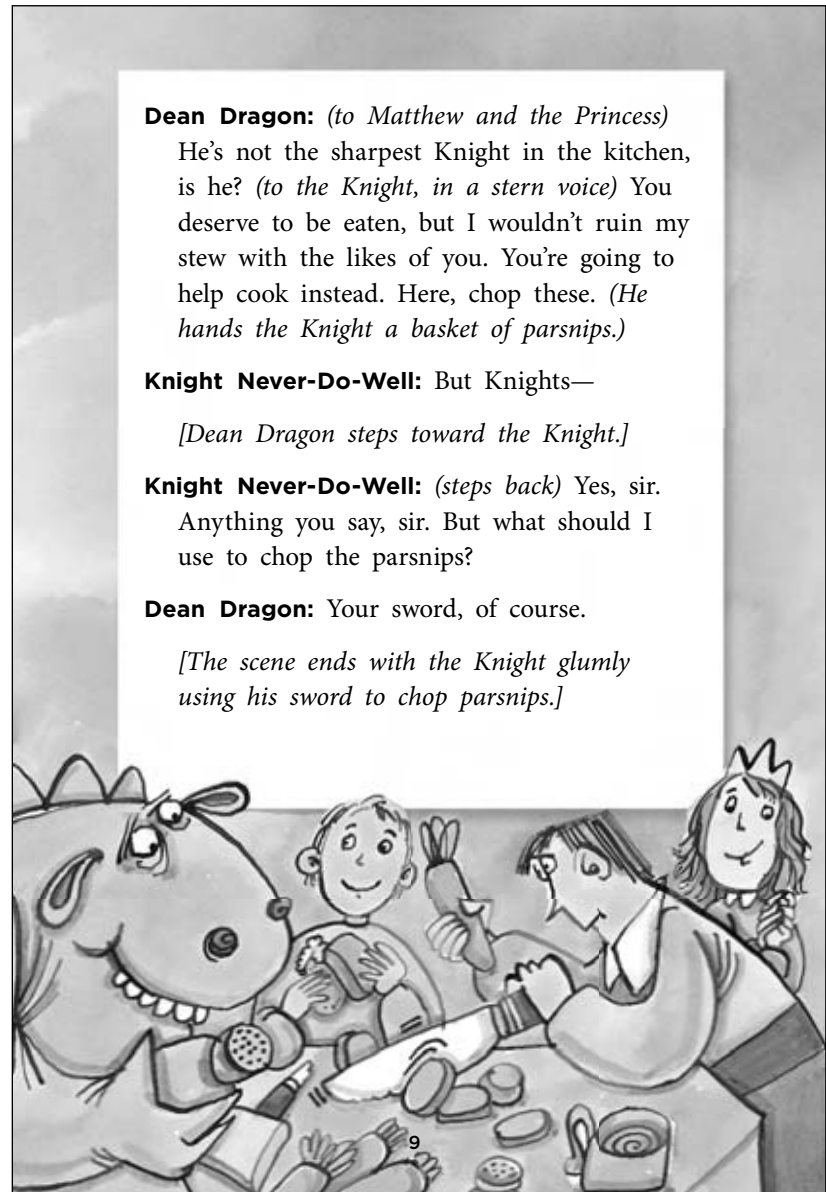 Dean Dragon: (to Matthew and the Princess)
He's not the sharpest Knight in the kitchen,
is he? (to the Knight, in a stern voice) You
deserve to be eaten, but I wouldn't ruin my
stew with the likes of you. You're going to
help cook instead. Here, chop these. (He
hands the Knight a basket of parsnips.)
Knight Never-Do-Well: But Knights—
[Dean Dragon steps toward the Knight.]
Knight Never-Do-Well: (steps back) Yes, sir.
Anything you say, sir. But what should I
use to chop the parsnips?
Dean Dragon: Your sword, of course.
[The scene ends with the Knight glumly
using his sword to chop parsnips.]
9